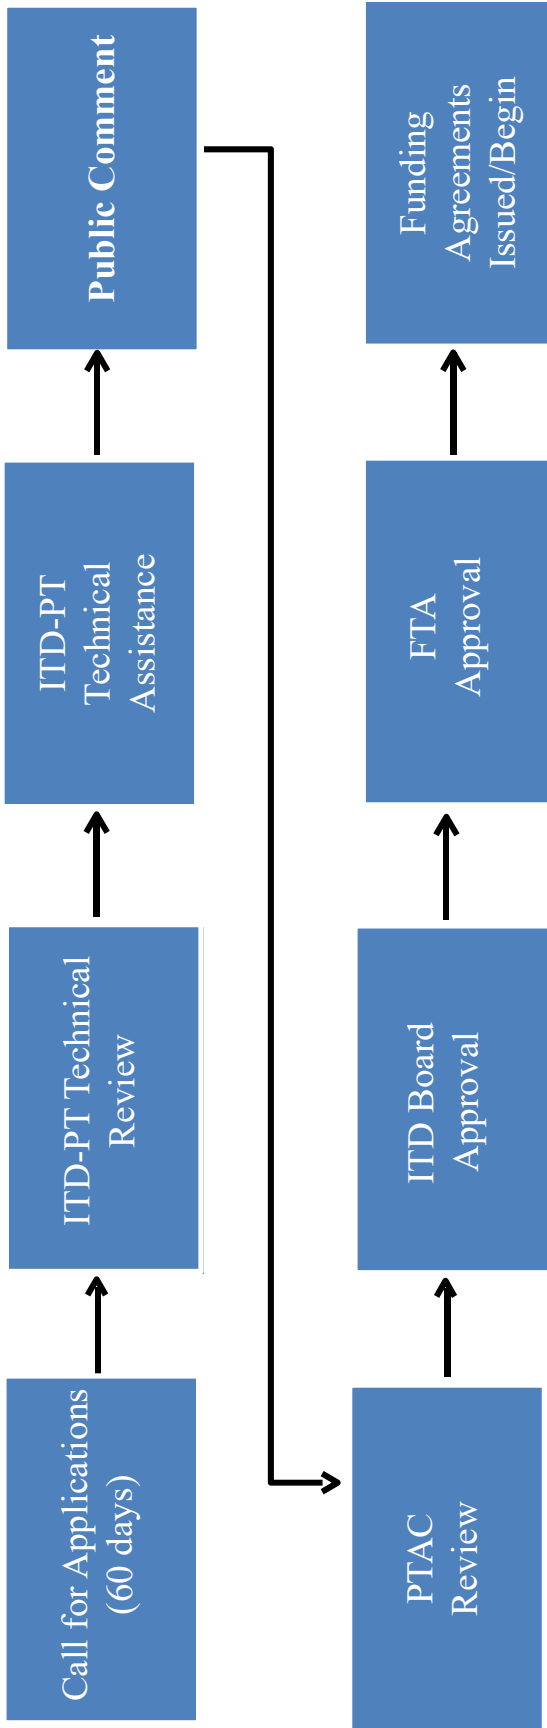 Call for Applications
(60 days)
ITD-PT Technical
Review
ITD-PT
Technical
Assistance
Public Comment
PTAC
Review
ITD Board
Approval
FTA
Approval
Funding
Agreements
Issued/Begin